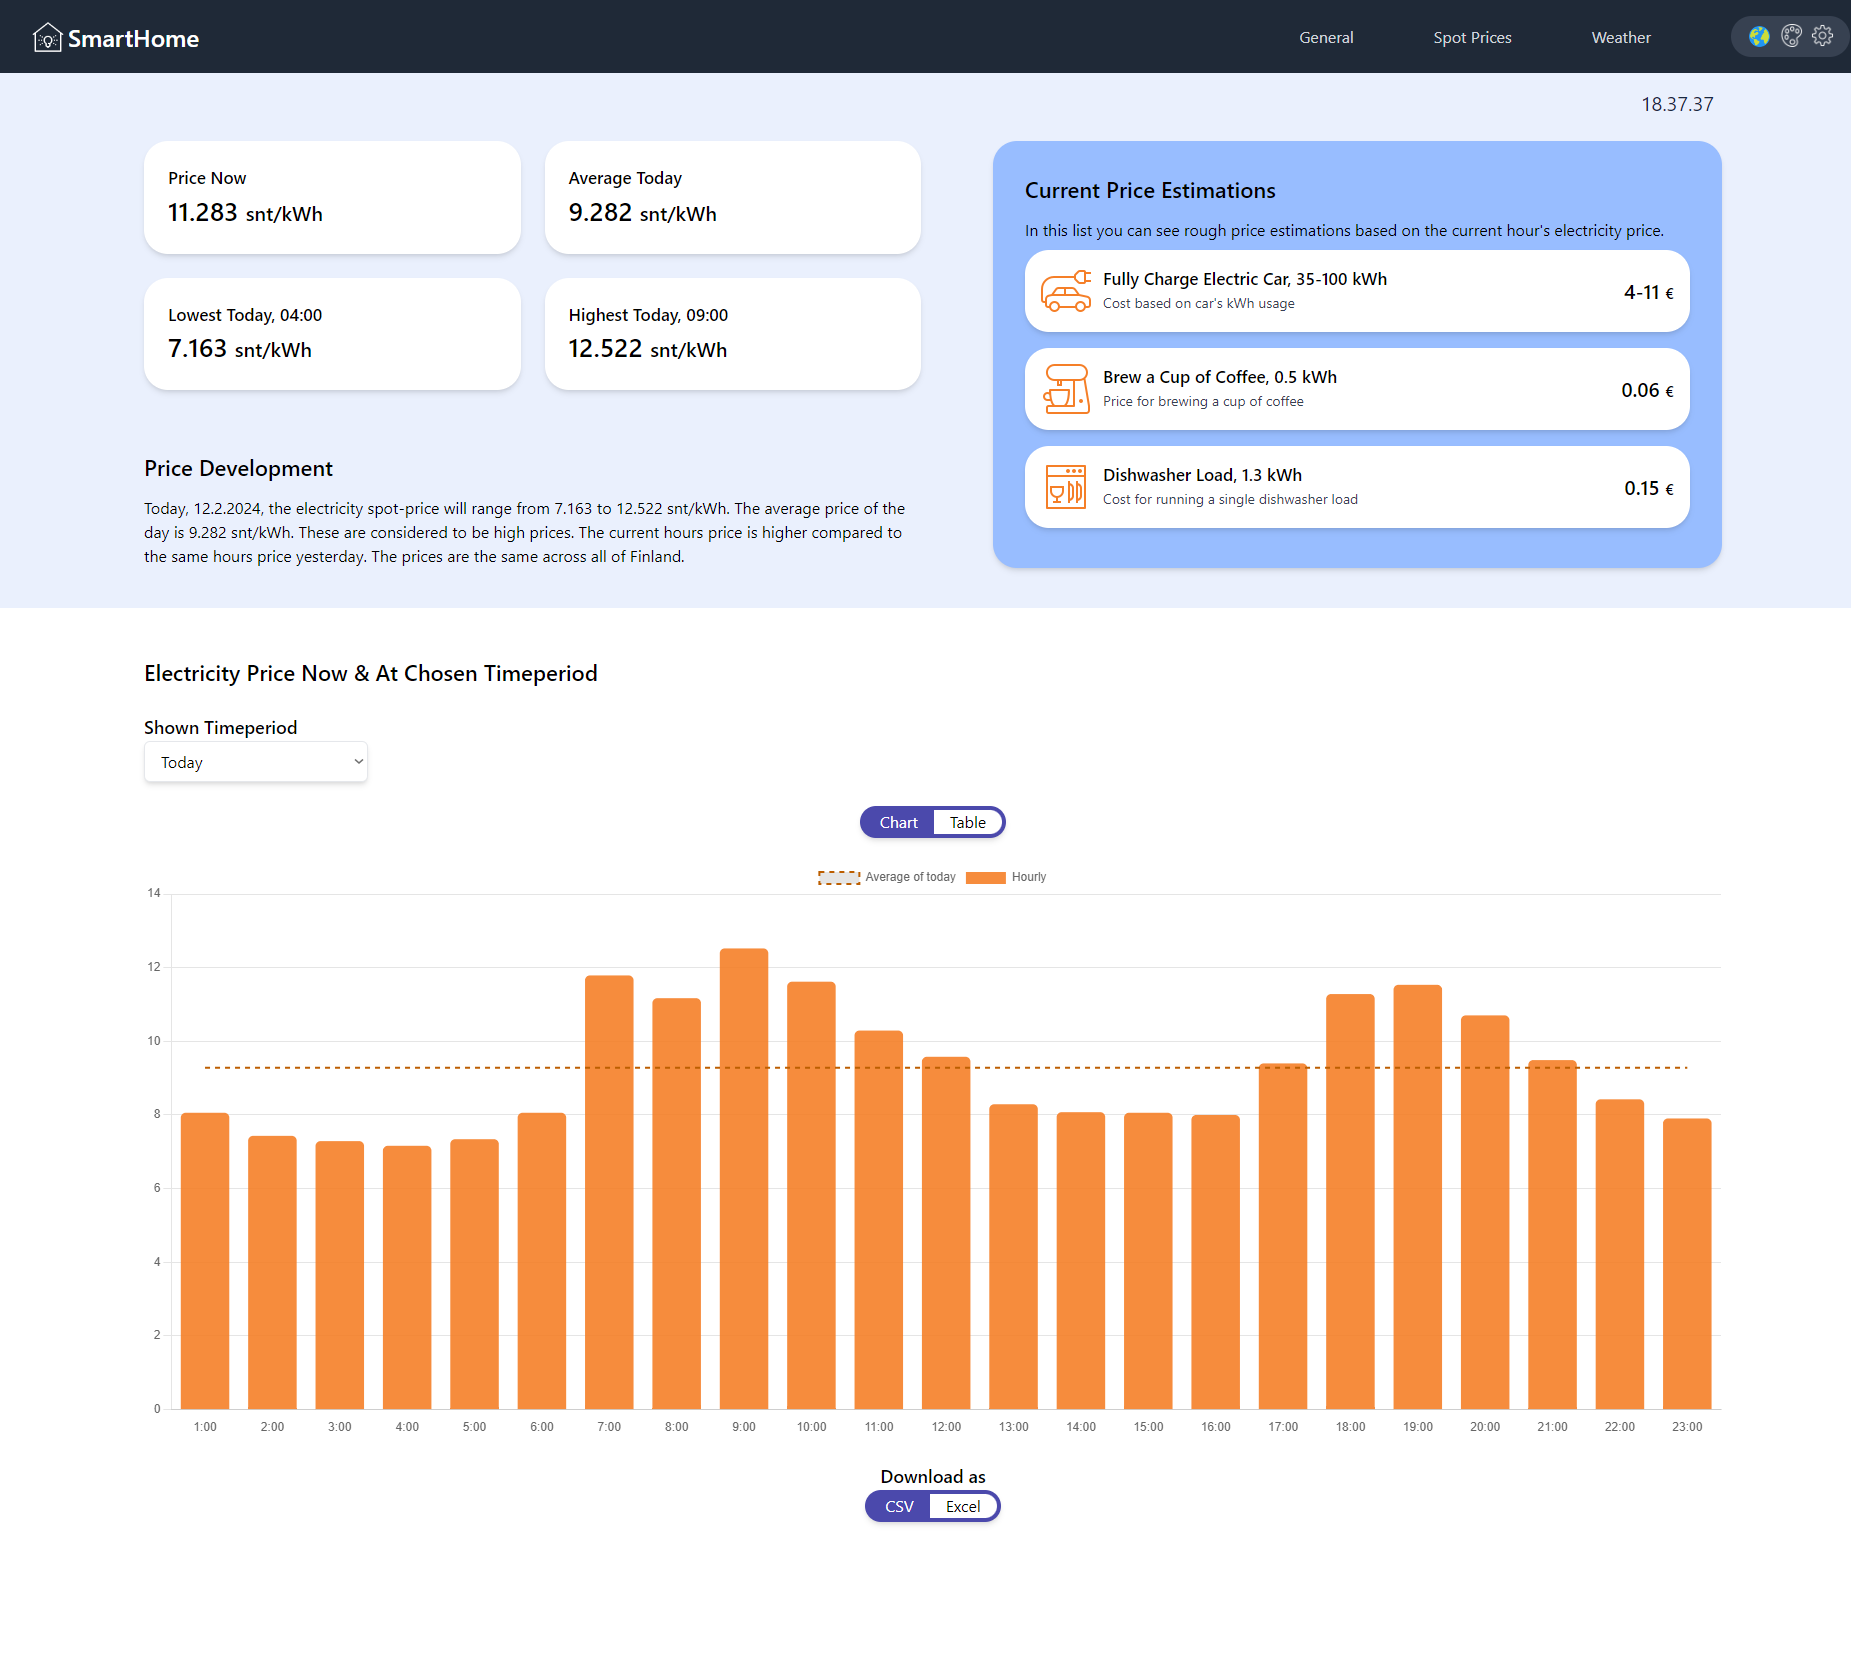 SmartHome
General
Spot Prices
Weather
18.37.37
Price Now
11.283 snt/kWh
Average Today
9.282 snt/kWh
Lowest Today, 04:00
7.163 snt/kWh
Highest Today, 09:00
12.522 snt/kWh
Price Development
Today, 12.2.2024, the electricity spot-price will range from 7.163 to 12.522 snt/kWh. The average price of the
day is 9.282 snt/kWh. These are considered to be high prices. The current hours price is higher compared to
the same hours price yesterday. The prices are the same across all of Finland.
Current Price Estimations
In this list you can see rough price estimations based on the current hour's electricity price.
Fully Charge Electric Car, 35-100 kWh
Cost based on car's kWh usage
4-11 €
Brew a Cup of Coffee, 0.5 kWh
Price for brewing a cup of coffee
0.06 €
Dishwasher Load, 1.3 kWh
Cost for running a single dishwasher load
0.15 €
Electricity Price Now & At Chosen Timeperiod
Shown Timeperiod
Today
Chart
Table
Average of today
Hourly
14
12
10
8
6
4
2
0
1:00
2:00
3:00
4:00
5:00
6:00
7:00
8:00
9:00
10:00
11:00
12:00
13:00
14:00
15:00
16:00
17:00
18:00
19:00
20:00
21:00
22:00
23:00
Download as
CSV
Excel